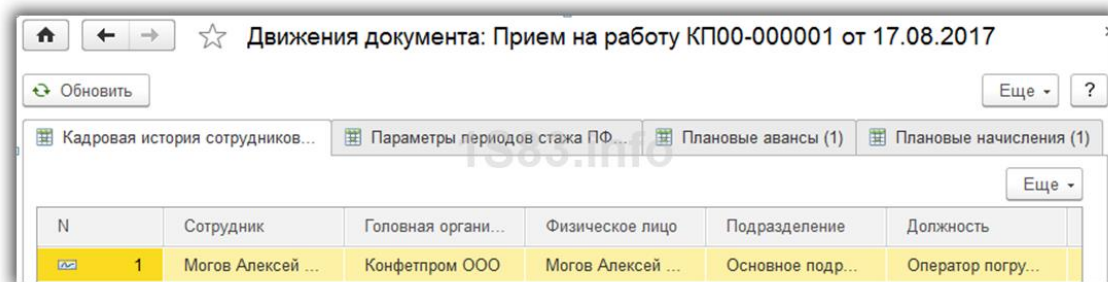 Движения документа: Прием на работу КП00-000001 от 17.08.2017
Обновить
Еще
?
Кадровая история сотрудников...
Параметры периодов стажа ПФ...
Плановые авансы (1)
Плановые начисления (1)
1S83.info
Еще
N
Сотрудник
Головная органи...
Физическое лицо
Подразделение
Должность
1
Могов Алексей ...
Конфетпром ООО
Могов Алексей ...
Основное подр...
Оператор погру...